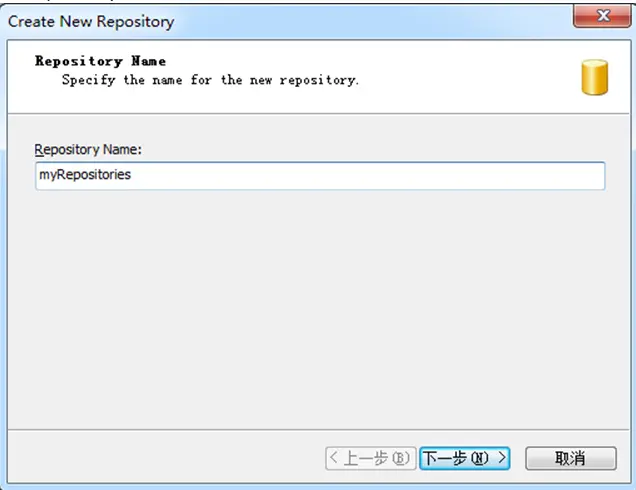 Create New Repository
Repository Name
Specify the name for the new repository.
Repository Name:
myRepositories
< 上一步(B)
下一步(N) >
取消